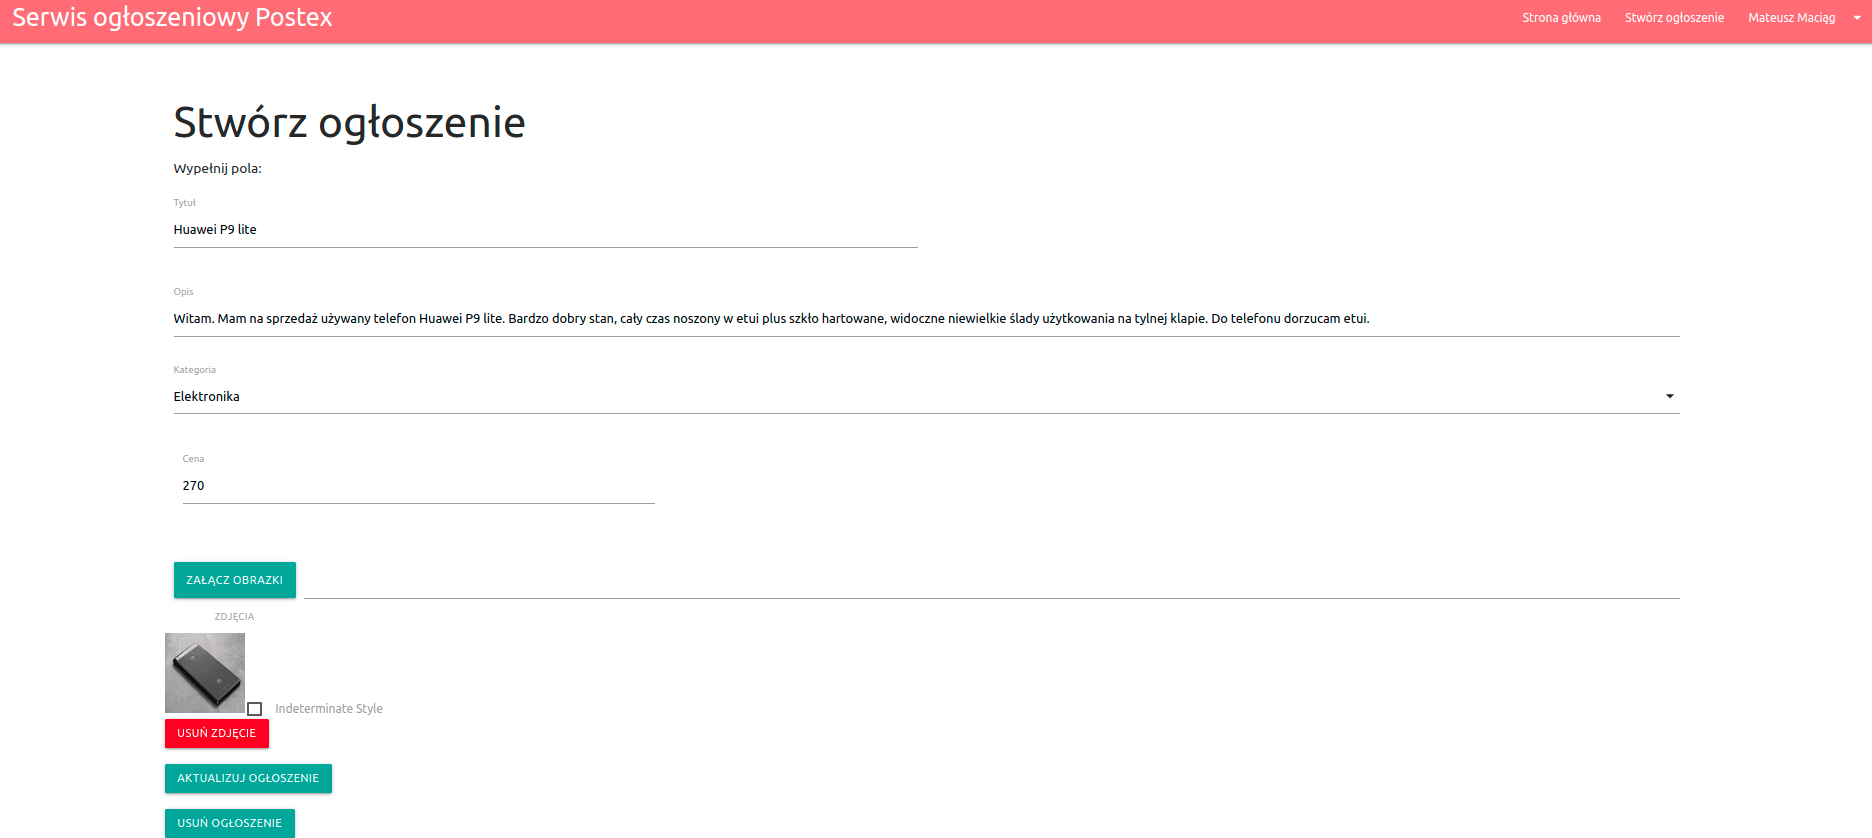 Serwis ogłoszeniowy Postex
Strona główna
Stwórz ogłoszenie
Mateusz Maciąg
Stwórz ogłoszenie
Wypełnij pola:
Tytuł
Huawei P9 lite
Opis
Witam. Mam na sprzedaż używany telefon Huawei P9 lite. Bardzo dobry stan, cały czas noszony w etui plus szkło hartowane, widoczne niewielkie ślady użytkowania na tylnej klapie. Do telefonu dorzucam etui.
Kategoria
Elektronika
Cena
270
ZAŁĄCZ OBRAZKI
ZDJĘCIA
Indeterminate Style
USUŃ ZDJĘCIE
AKTUALIZUJ OGŁOSZENIE
USUŃ OGŁOSZENIE